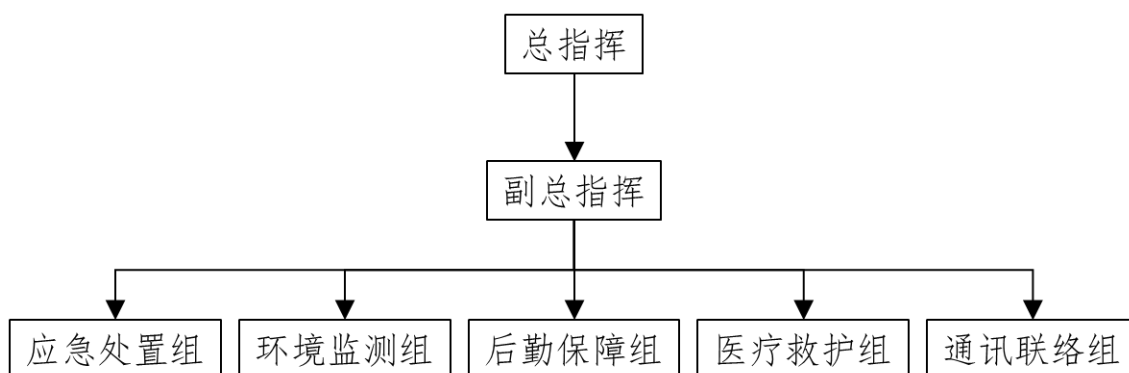 总指挥
副总指挥
应急处置组
环境监测组
后勤保障组
医疗救护组
通讯联络组